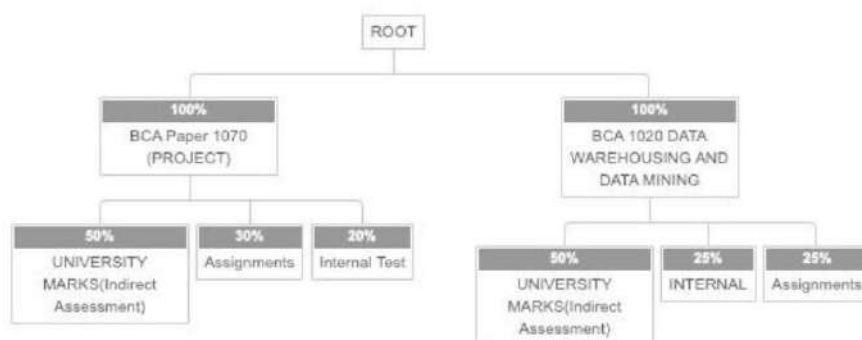 ROOT
100%
BCA Paper 1070
(PROJECT)
100%
BCA 1020 DATA
WAREHOUSING AND
DATA MINING
50%
UNIVERSITY
MARKS(Indirect
Assessment)
30%
Assignments
20%
Internal Test
50%
UNIVERSITY
MARKS(Indirect
Assessment)
25%
INTERNAL
25%
Assignments